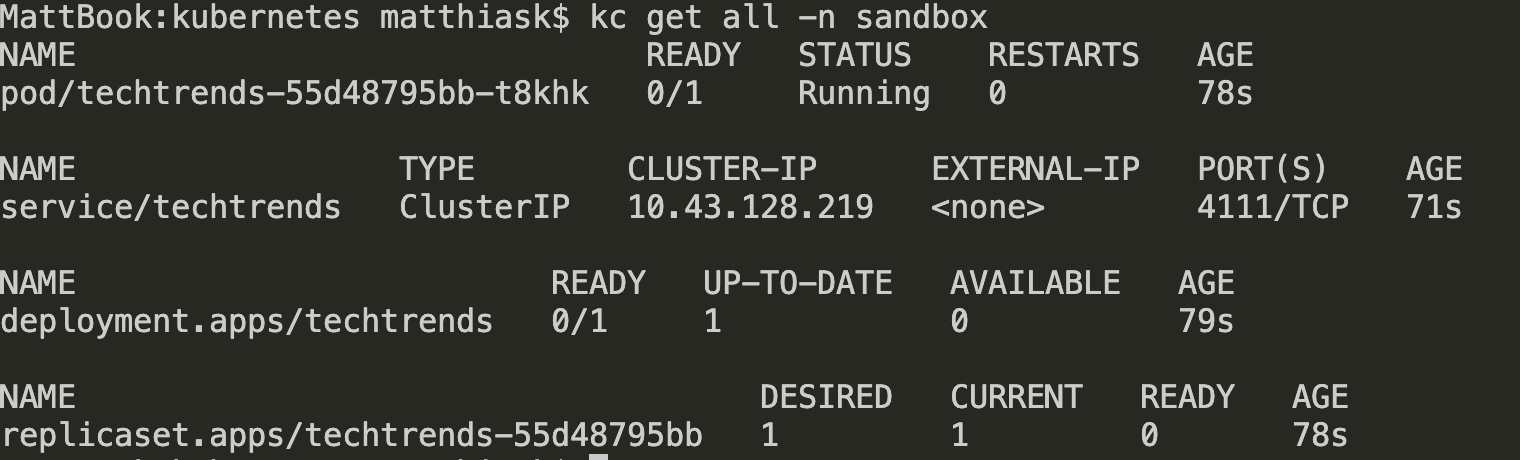 MattBook:kubernetes matthiask$ kc get all -n sandbox
NAME READY STATUS RESTARTS AGE
pod/techtrends-55d48795bb-t8khk 0/1 Running 0 78s
NAME TYPE CLUSTER-IP EXTERNAL-IP PORT(S) AGE
service/techtrends ClusterIP 10.43.128.219 <none> 4111/TCP 71s
NAME READY UP-TO-DATE AVAILABLE AGE
deployment.apps/techtrends 0/1 1 0 79s
NAME DESIRED CURRENT READY AGE
replicaset.apps/techtrends-55d48795bb 1 1 0 78s